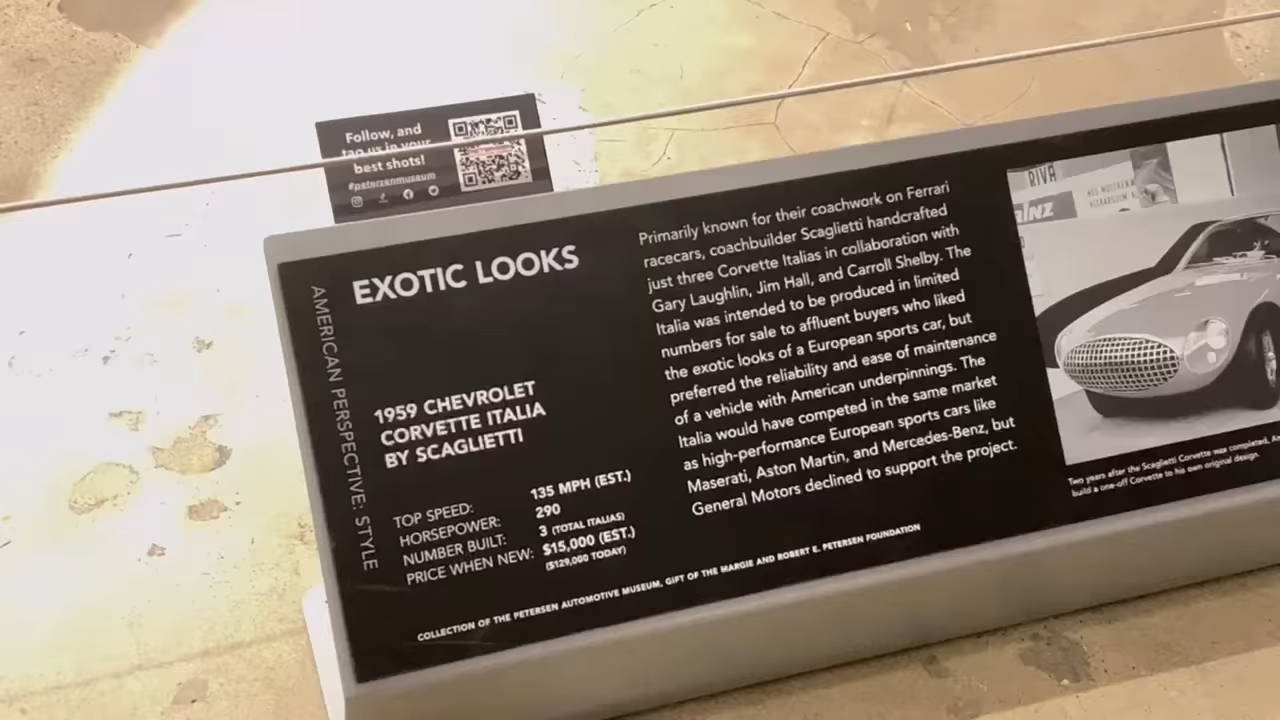 Follow, and
tag us in your
best shots!
#petersenmuseum
AMERICAN PERSPECTIVE: STYLE
EXOTIC LOOKS
1959 CHEVROLET
CORVETTE ITALIA
BY SCAGLIETTI
TOP SPEED: 135 MPH (EST.)
HORSEPOWER: 290
NUMBER BUILT: 3 (TOTAL ITALIAS)
PRICE WHEN NEW: $15,000 (EST.)
($129,000 TODAY)
COLLECTION OF THE PETERSEN AUTOMOTIVE MUSEUM, GIFT OF THE MARGIE AND ROBERT E. PETERSEN FOUNDATION
Primarily known for their coachwork on Ferrari
racecars, coachbuilder Scaglietti handcrafted
just three Corvette Italias in collaboration with
Gary Laughlin, Jim Hall, and Carroll Shelby. The
Italia was intended to be produced in limited
numbers for sale to affluent buyers who liked
the exotic looks of a European sports car, but
preferred the reliability and ease of maintenance
of a vehicle with American underpinnings. The
Italia would have competed in the same market
as high-performance European sports cars like
Maserati, Aston Martin, and Mercedes-Benz, but
General Motors declined to support the project.
RIVA
Two years after the Scaglietti Corvette was completed,
build a one-off Corvette to his own original design.